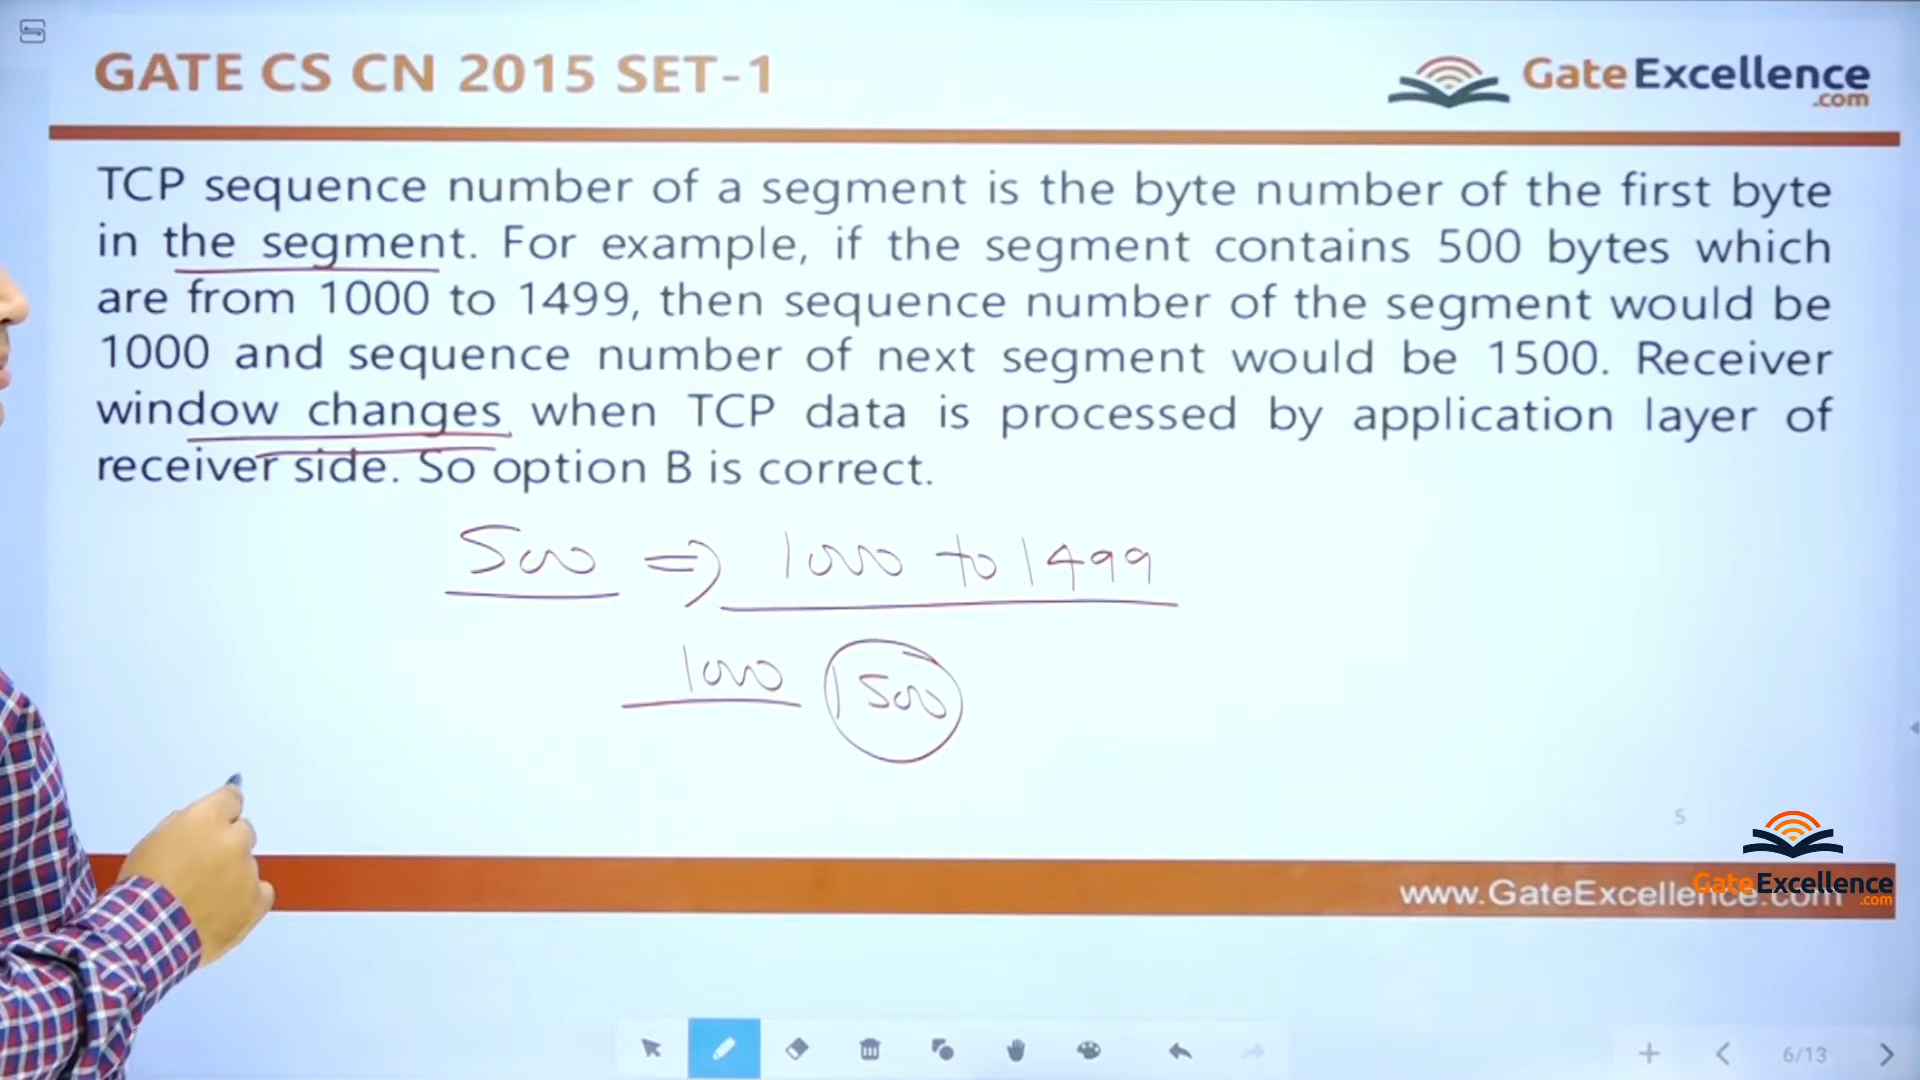 GATE CS CN 2015 SET-1
GateExcellence
.com
TCP sequence number of a segment is the byte number of the first byte
in the segment. For example, if the segment contains 500 bytes which
are from 1000 to 1499, then sequence number of the segment would be
1000 and sequence number of next segment would be 1500. Receiver
window changes when TCP data is processed by application layer of
receiver side. So option B is correct.
500 ⇒ 1000 to 1499
1000 1500
5
www.GateExcellence.com
GateExcellence
.com
6/13